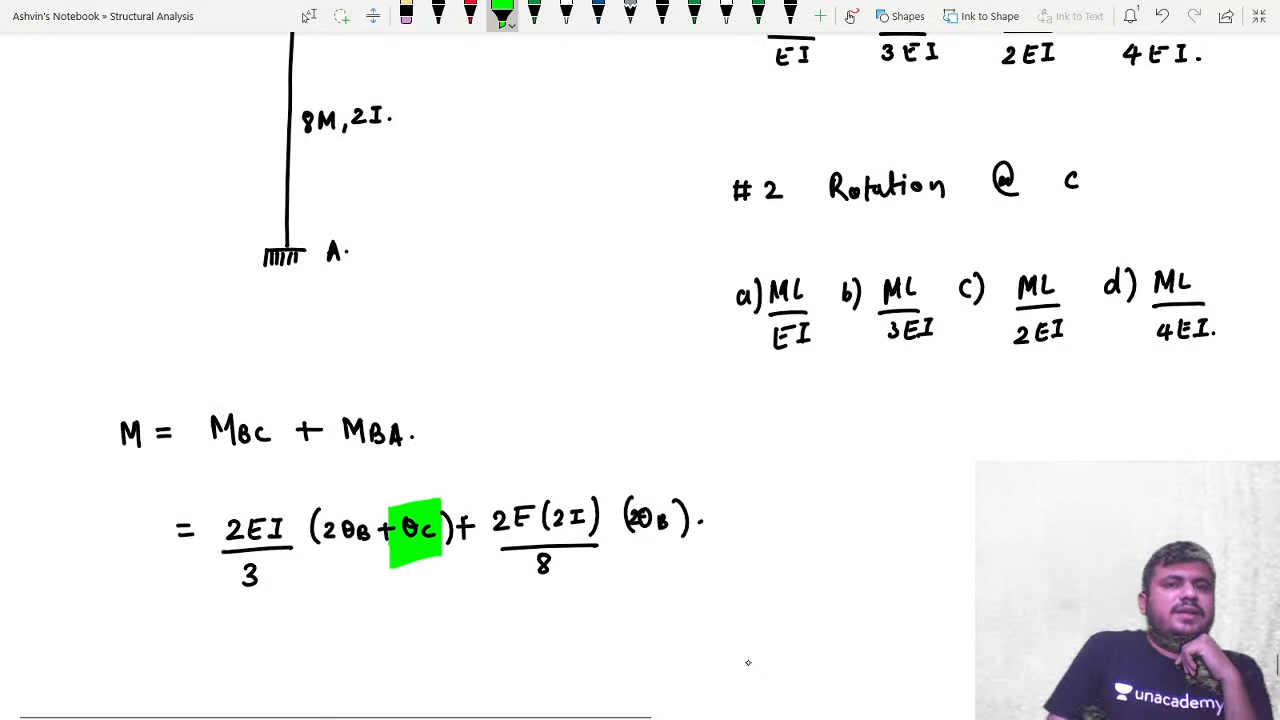 Ashvin's Notebook » Structural Analysis
Shapes
Ink to Shape
Ink to Text
EI 3EI 2EI 4EI.
8M, 2I.
#2 Rotation @ C
A.
a) ML/EI b) ML/3EI c) ML/2EI d) ML/4EI.
M = MBC + MBA.
= 2EI/3 (2θB + θC) + 2E(2I)/8 (2θB).
unacademy